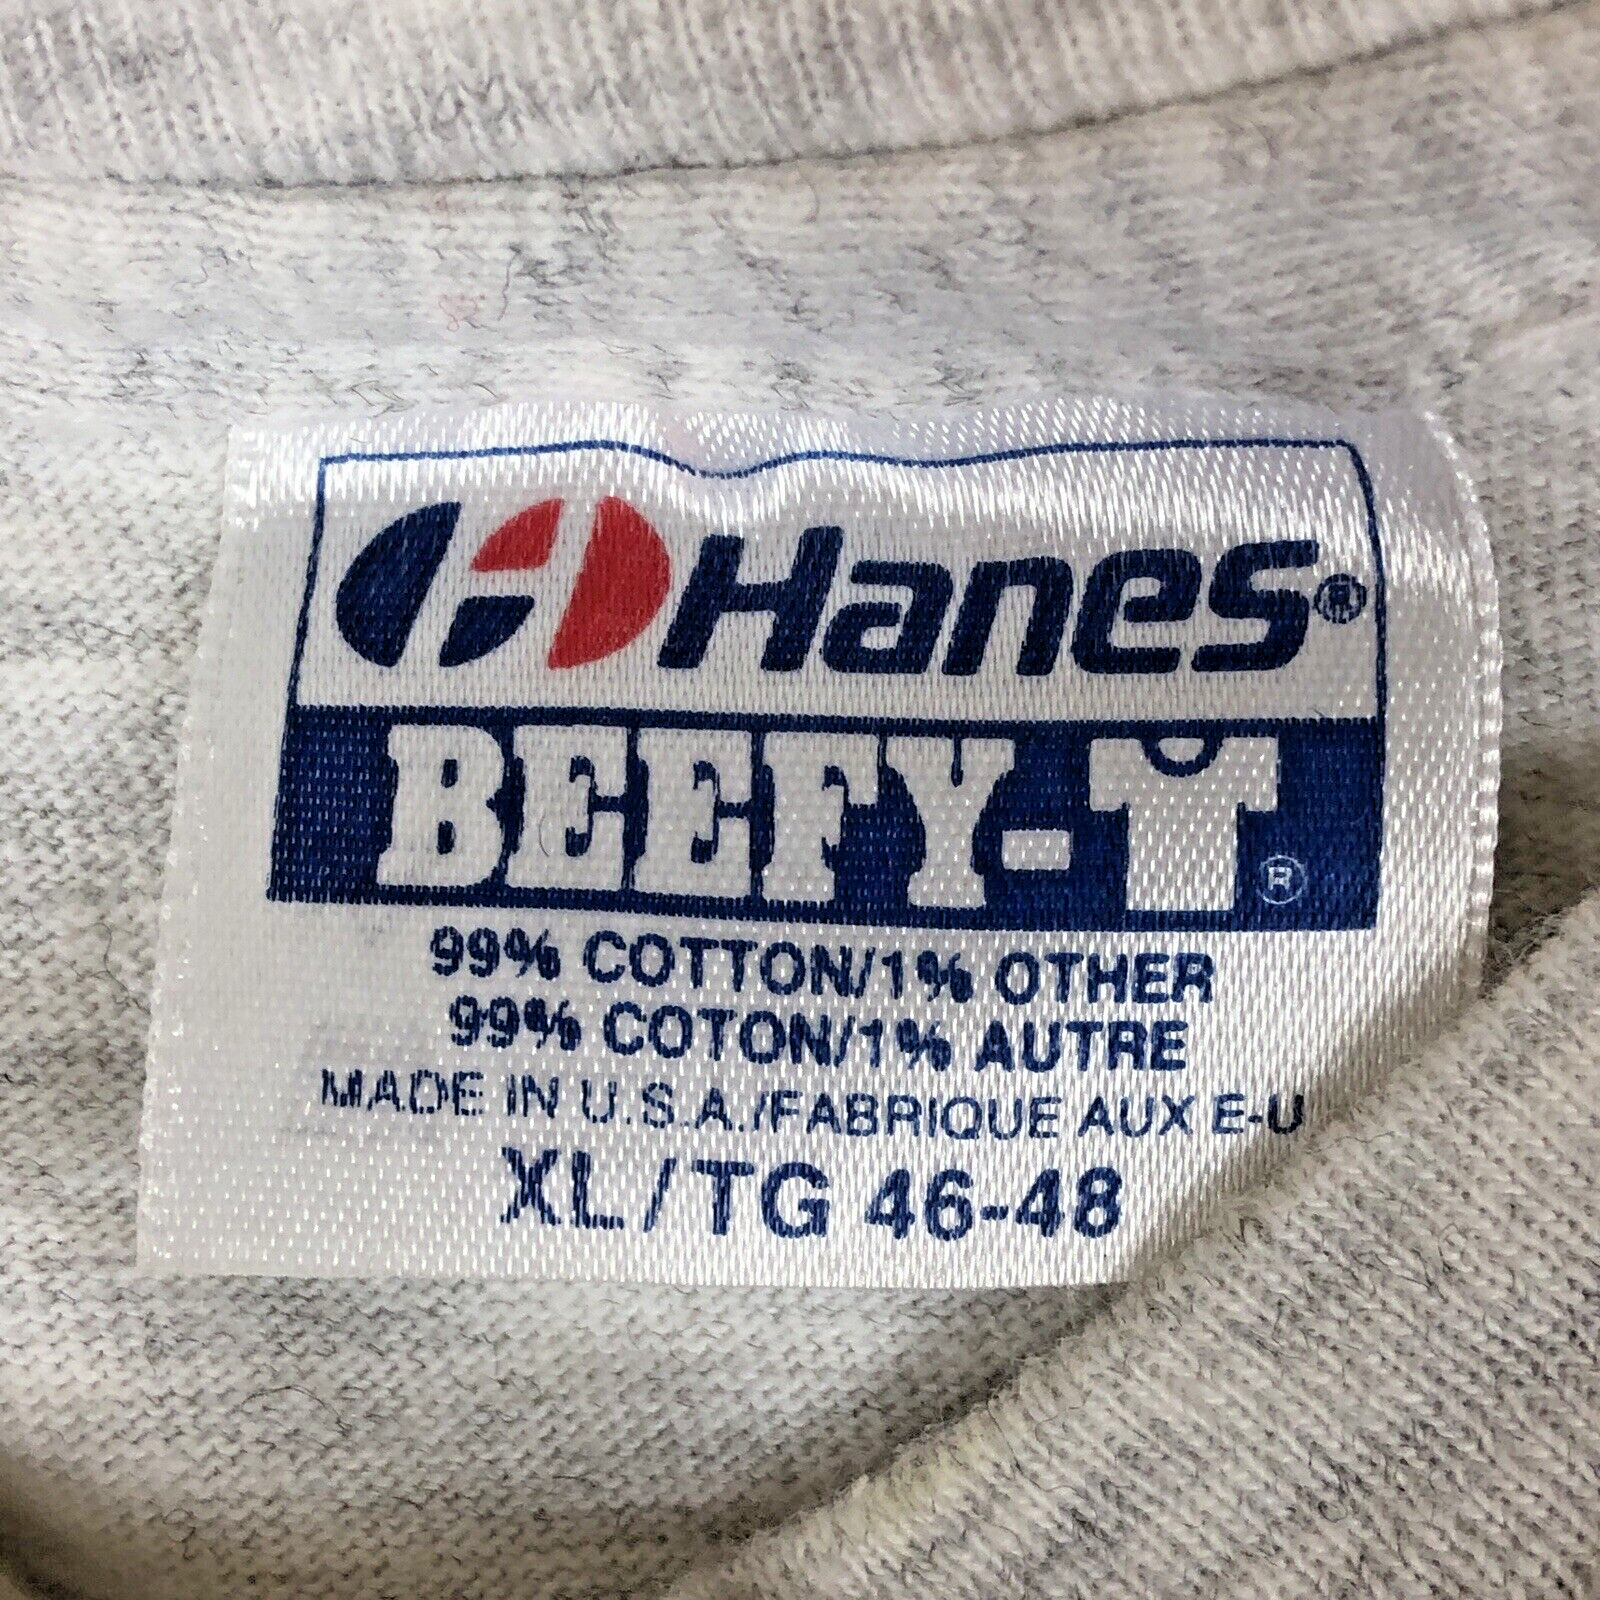 Hanes®
BEEFY-T®
99% COTTON/1% OTHER
99% COTON/1% AUTRE
MADE IN U.S.A./FABRIQUE AUX E-U
XL/TG 46-48